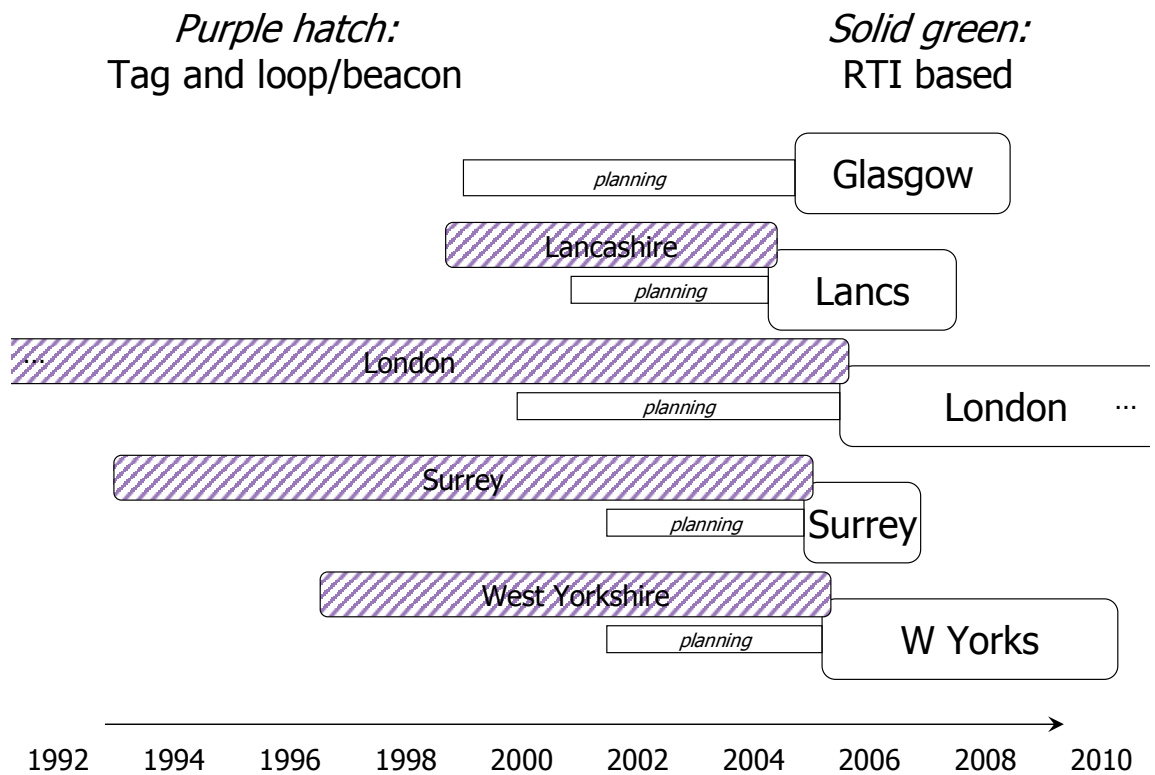 Purple hatch:
Tag and loop/beacon
Solid green:
RTI based
planning
Glasgow
Lancashire
planning
Lancs
...
London
planning
London
...
Surrey
planning
Surrey
West Yorkshire
planning
W Yorks
1992 1994 1996 1998 2000 2002 2004 2006 2008 2010